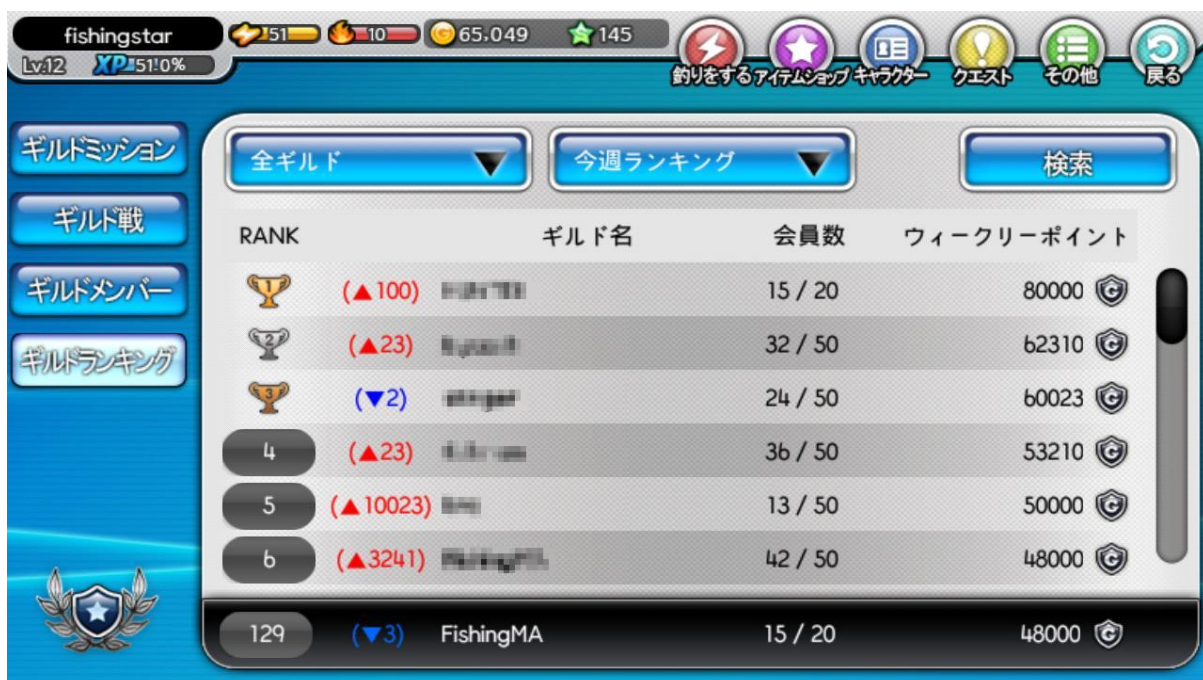 fishingstar 51 10 65,049 145
Lv.12 XP 51.0%
釣りをする アイテムショップ キャラクター クエスト その他 戻る
ギルドミッション
ギルド戦
ギルドメンバー
ギルドランキング
全ギルド 今週ランキング 検索
RANK ギルド名 会員数 ウィークリーポイント
1 (▲100) 15 / 20 80000 G
2 (▲23) 32 / 50 62310 G
3 (▼2) 24 / 50 60023 G
4 (▲23) 36 / 50 53210 G
5 (▲10023) 13 / 50 50000 G
6 (▲3241) 42 / 50 48000 G
129 (▼3) FishingMA 15 / 20 48000 G